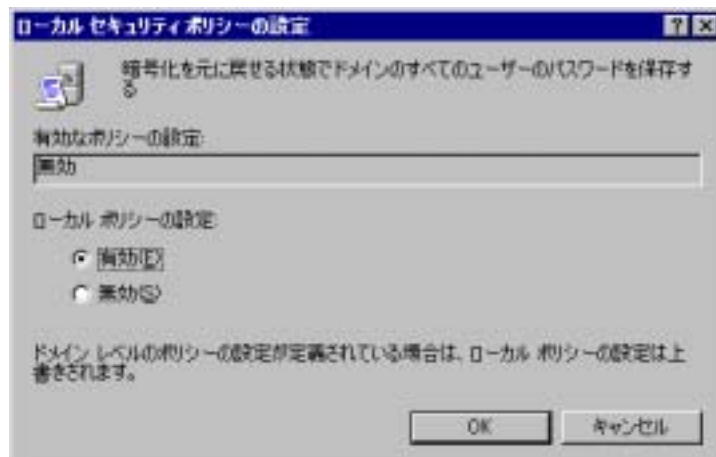 ローカル セキュリティ ポリシーの設定
暗号化を元に戻せる状態でドメインのすべてのユーザーのパスワードを保存す
る
有効なポリシーの設定:
無効
ローカル ポリシーの設定:
有効(E)
無効(S)
ドメイン レベルのポリシーの設定が定義されている場合は、ローカル ポリシーの設定は上
書きされます。
OK
キャンセル